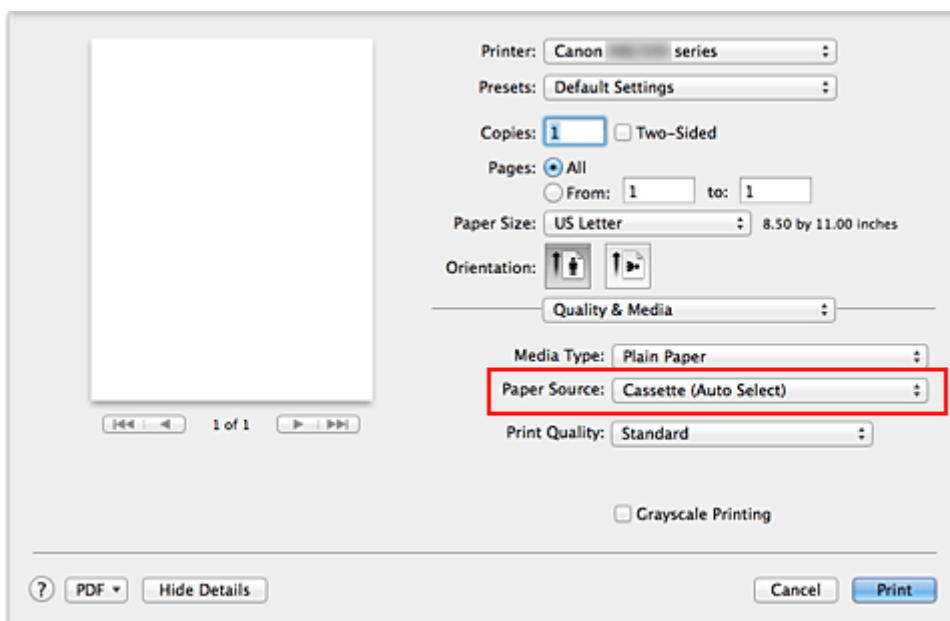 Printer: Canon series
Presets: Default Settings
Copies: 1 Two-Sided
Pages: All
From: 1 to: 1
Paper Size: US Letter 8.50 by 11.00 inches
Orientation:
Quality & Media
Media Type: Plain Paper
Paper Source: Cassette (Auto Select)
1 of 1
Print Quality: Standard
Grayscale Printing
? PDF Hide Details Cancel Print